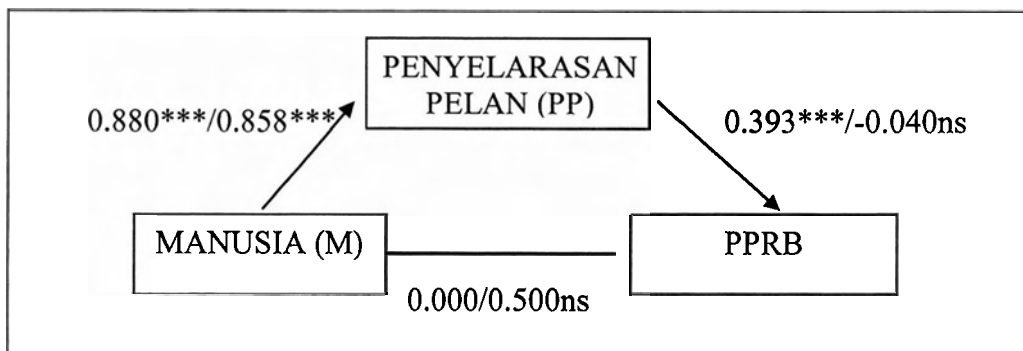 PENYELARASAN
PELAN (PP)
0.880***/0.858***
0.393***/-0.040ns
MANUSIA (M)
PPRB
0.000/0.500ns